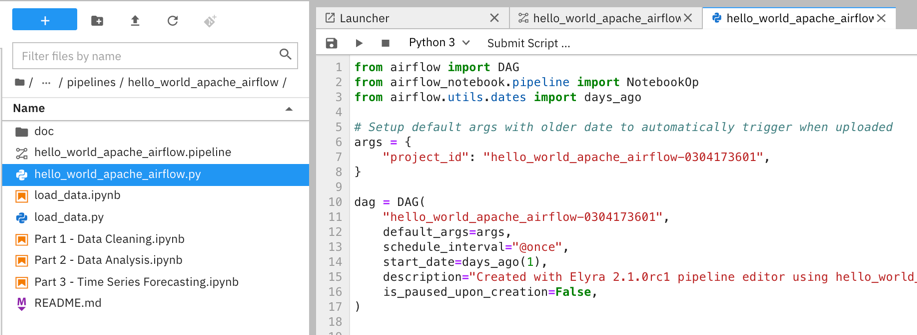 +
Filter files by name
/ ··· / pipelines / hello_world_apache_airflow /
Name
doc
hello_world_apache_airflow.pipeline
hello_world_apache_airflow.py
load_data.ipynb
load_data.py
Part 1 - Data Cleaning.ipynb
Part 2 - Data Analysis.ipynb
Part 3 - Time Series Forecasting.ipynb
M README.md
Launcher
hello_world_apache_airflow
hello_world_apache_airflow
Python 3 Submit Script ...
1 from airflow import DAG
2 from airflow_notebook.pipeline import NotebookOp
3 from airflow.utils.dates import days_ago
4
5 # Setup default args with older date to automatically trigger when uploaded
6 args = {
7 "project_id": "hello_world_apache_airflow-0304173601",
8 }
9
10 dag = DAG(
11 "hello_world_apache_airflow-0304173601",
12 default_args=args,
13 schedule_interval="@once",
14 start_date=days_ago(1),
15 description="Created with Elyra 2.1.0rc1 pipeline editor using hello_world_
16 is_paused_upon_creation=False,
17 )
18